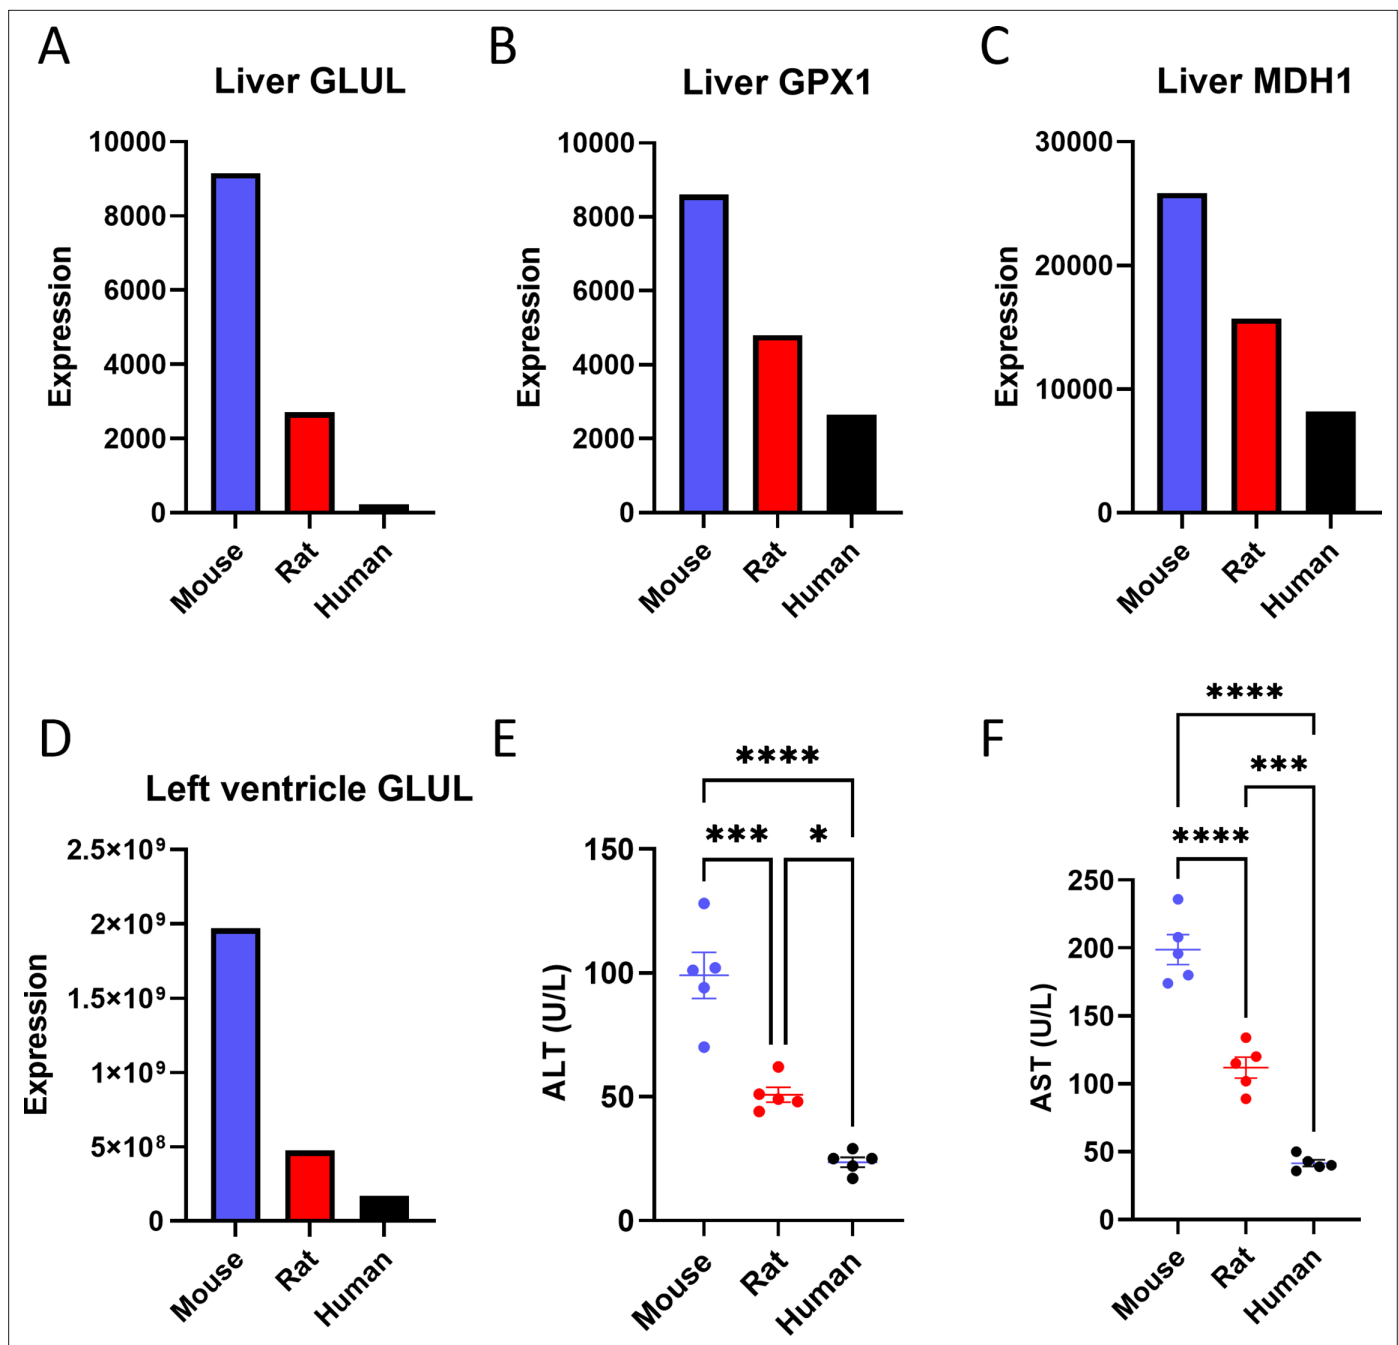 A
Liver GLUL
10000
8000
6000
4000
2000
0
Expression
Mouse
Rat
Human
B
Liver GPX1
10000
8000
6000
4000
2000
0
Expression
Mouse
Rat
Human
C
Liver MDH1
30000
20000
10000
0
Expression
Mouse
Rat
Human
D
Left ventricle GLUL
2.5×10⁹
2×10⁹
1.5×10⁹
1×10⁹
5×10⁸
0
Expression
Mouse
Rat
Human
E
****
*** *
150
100
50
0
ALT (U/L)
Mouse
Rat
Human
F
****
***
****
250
200
150
100
50
0
AST (U/L)
Mouse
Rat
Human